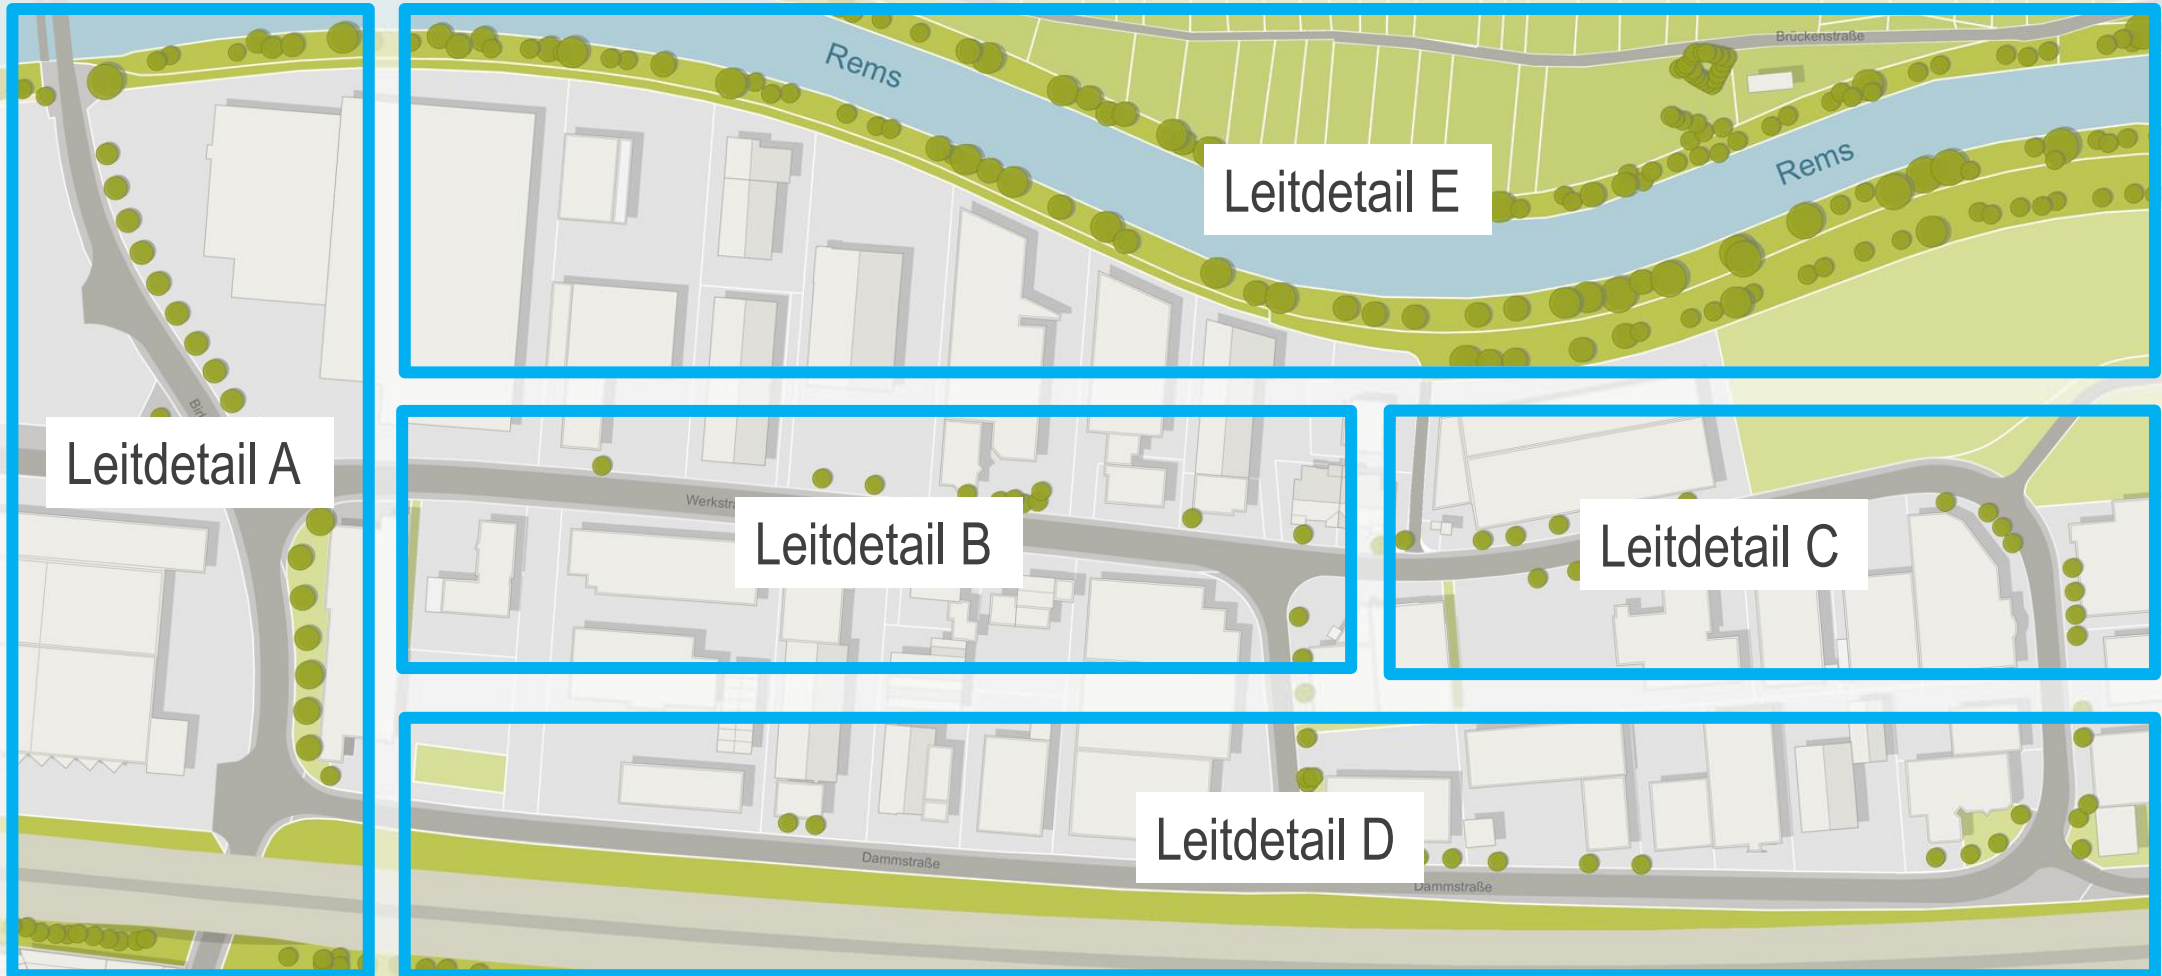 Brückenstraße
Rems
Rems
Leitdetail E
Leitdetail A
Leitdetail B
Leitdetail C
Dammstraße
Leitdetail D
Dammstraße